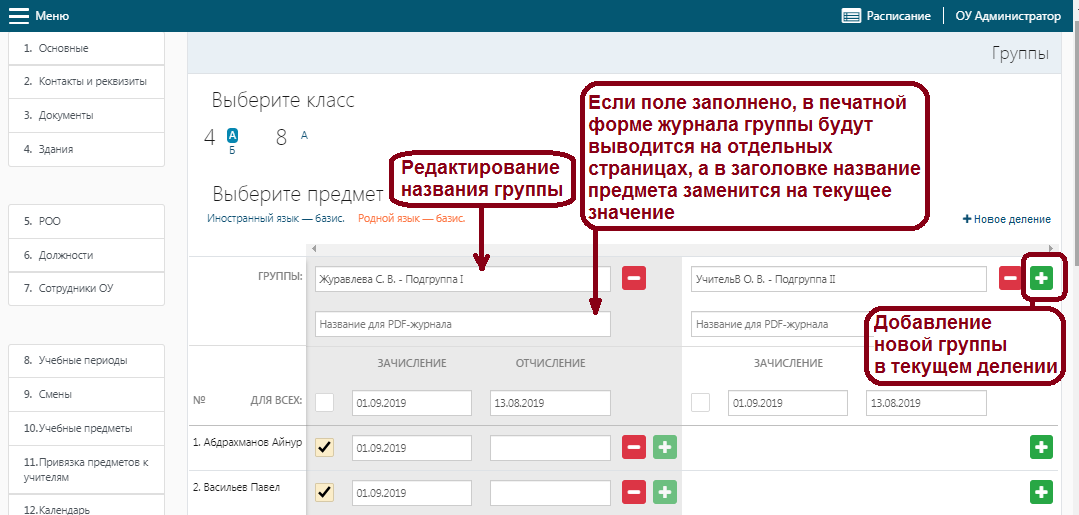 Меню
Расписание
ОУ Администратор
1. Основные
2. Контакты и реквизиты
3. Документы
4. Здания
5. РОО
6. Должности
7. Сотрудники ОУ
8. Учебные периоды
9. Смены
10.Учебные предметы
11.Привязка предметов к
учителям
12.Календарь
Группы
Выберите класс
4 А
Б
8 А
Если поле заполнено, в печатной
форме журнала группы будут
выводится на отдельных
страницах, а в заголовке название
предмета заменится на текущее
значение
Редактирование
названия группы
Выберите предмет
Иностранный язык — базис. Родной язык — базис.
Новое деление
ГРУППЫ:
Журавлева С. В. - Подгруппа I
УчительВ О. В. - Подгруппа II
Название для PDF-журнала
Название для PDF-журнала
Добавление
новой группы
в текущем делении
ЗАЧИСЛЕНИЕ ОТЧИСЛЕНИЕ
ЗАЧИСЛЕНИЕ
№ ДЛЯ ВСЕХ: 01.09.2019 13.08.2019 01.09.2019 13.08.2019
1. Абдрахманов Айнур 01.09.2019
2. Васильев Павел 01.09.2019